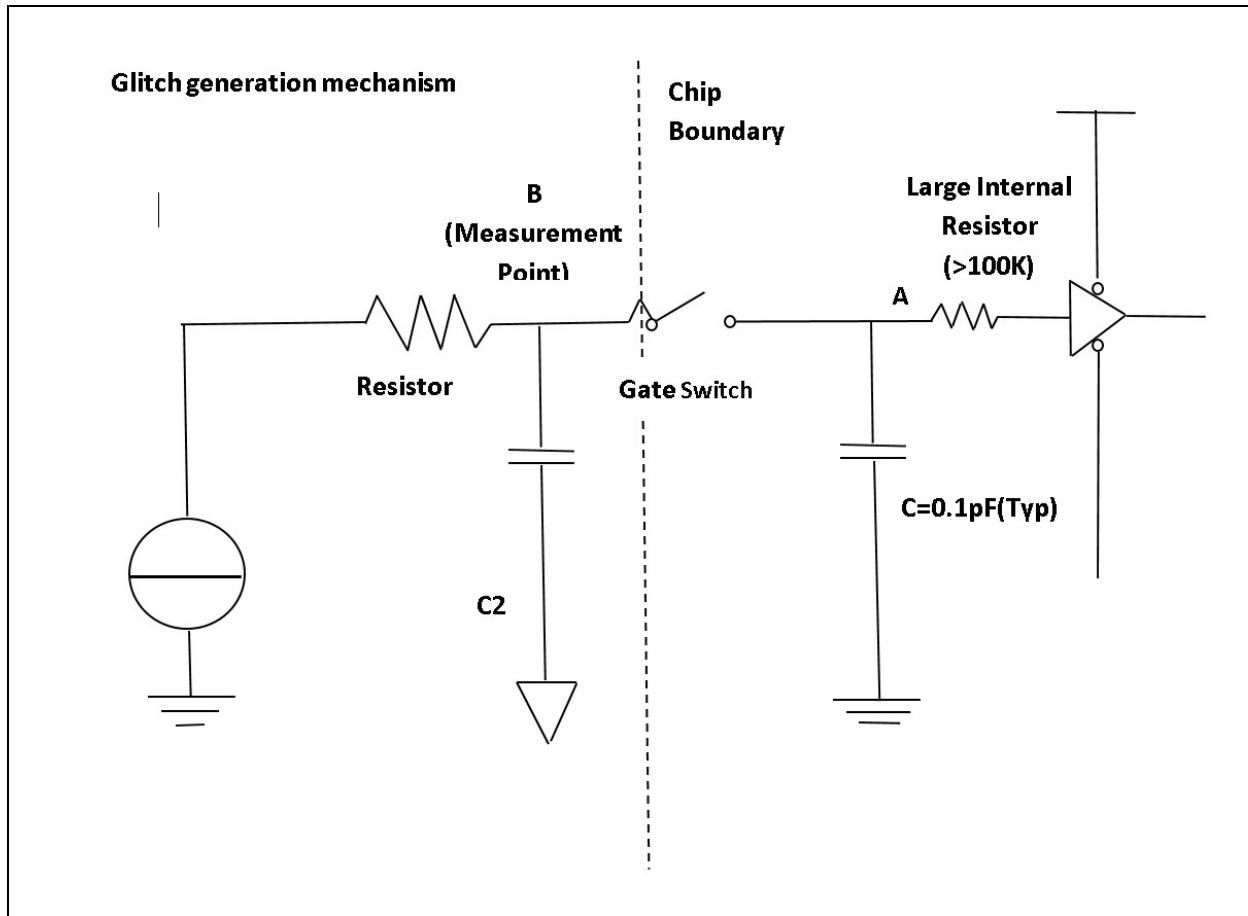 Glitch generation mechanism
Chip
Boundary
B
(Measurement
Point)
Large Internal
Resistor
(>100K)
A
Resistor
Gate Switch
C=0.1pF(Typ)
C2